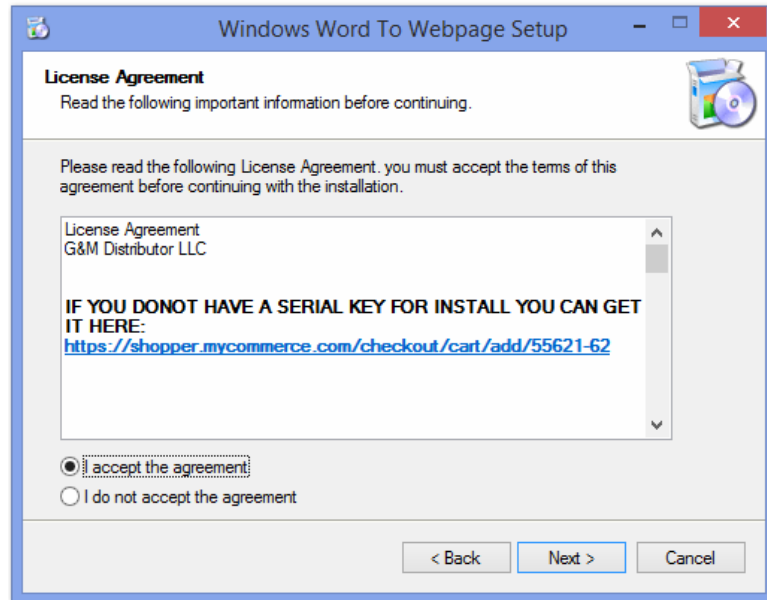 Windows Word To Webpage Setup
License Agreement
Read the following important information before continuing.
Please read the following License Agreement. you must accept the terms of this
agreement before continuing with the installation.
License Agreement
G&M Distributor LLC
IF YOU DONOT HAVE A SERIAL KEY FOR INSTALL YOU CAN GET
IT HERE:
https://shopper.mycommerce.com/checkout/cart/add/55621-62
I accept the agreement
I do not accept the agreement
< Back Next > Cancel